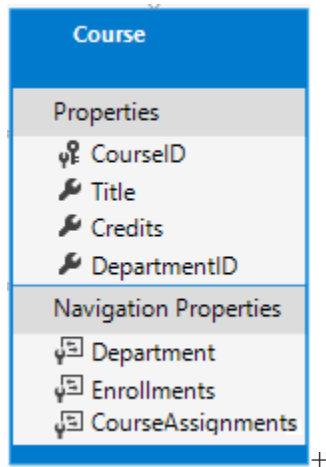 Course
Properties
CourseID
Title
Credits
DepartmentID
Navigation Properties
Department
Enrollments
CourseAssignments
+